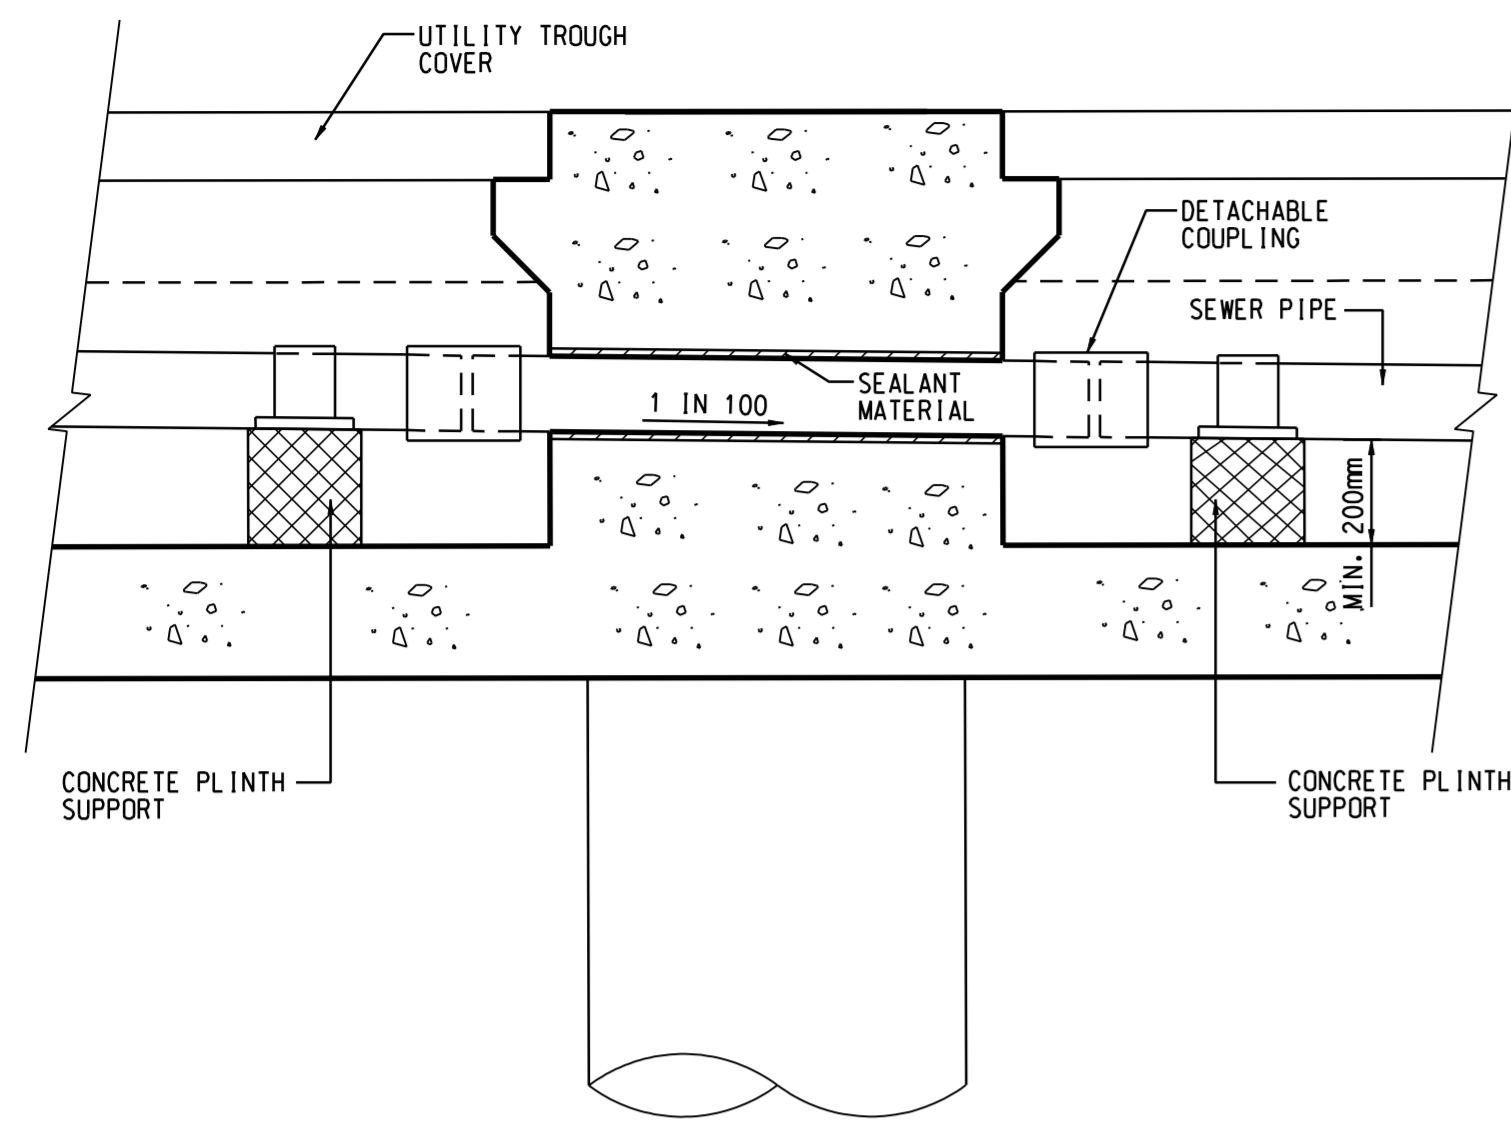 UTILITY TROUGH
COVER
DETACHABLE
COUPLING
SEWER PIPE
SEALANT
MATERIAL
1 IN 100
MIN. 200mm
CONCRETE PLINTH
SUPPORT
CONCRETE PLINTH
SUPPORT